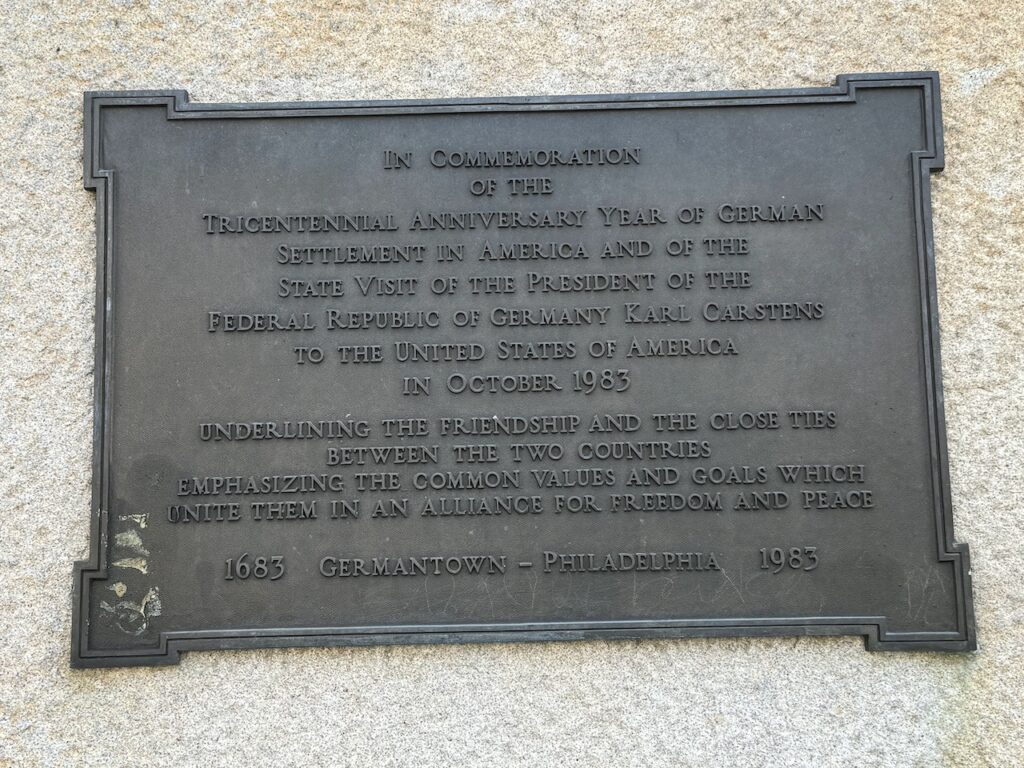 In Commemoration
of the
Tricentennial Anniversary Year of German
Settlement in America and of the
State Visit of the President of the
Federal Republic of Germany Karl Carstens
to the United States of America
in October 1983
underlining the friendship and the close ties
between the two countries
emphasizing the common values and goals which
unite them in an alliance for freedom and peace
1683 Germantown – Philadelphia 1983